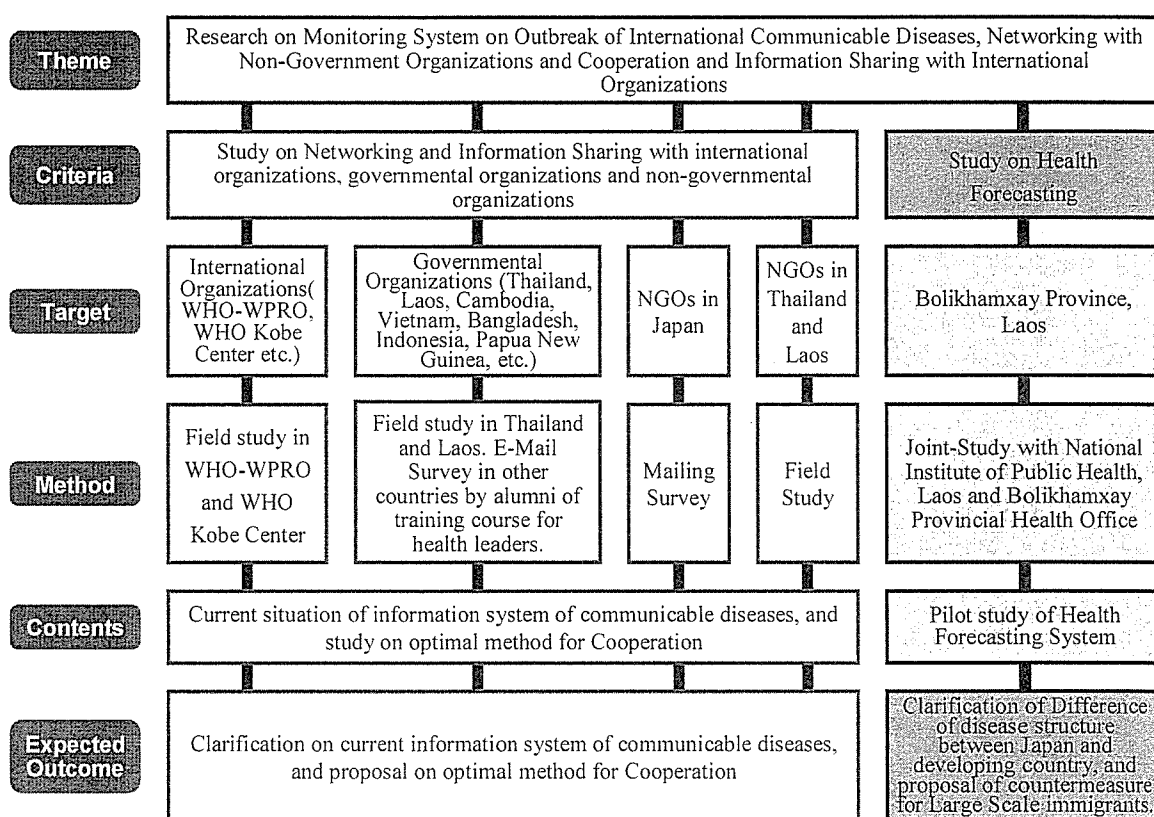 Theme
Research on Monitoring System on Outbreak of International Communicable Diseases, Networking with
Non-Government Organizations and Cooperation and Information Sharing with International
Organizations
Criteria
Study on Networking and Information Sharing with international
organizations, governmental organizations and non-governmental
organizations
Study on Health
Forecasting
Target
International
Organizations(
WHO-WPRO,
WHO Kobe
Center etc.)
Governmental
Organizations (Thailand,
Laos, Cambodia,
Vietnam, Bangladesh,
Indonesia, Papua New
Guinea, etc.)
NGOs in
Japan
NGOs in
Thailand
and
Laos
Bolikhamxay Province,
Laos
Method
Field study in
WHO-WPRO
and WHO
Kobe Center
Field study in Thailand
and Laos. E-Mail
Survey in other
countries by alumni of
training course for
health leaders.
Mailing
Survey
Field
Study
Joint-Study with National
Institute of Public Health,
Laos and Bolikhamxay
Provincial Health Office
Contents
Current situation of information system of communicable diseases, and
study on optimal method for Cooperation
Pilot study of Health
Forecasting System
Expected
Outcome
Clarification on current information system of communicable diseases,
and proposal on optimal method for Cooperation
Clarification of Difference
of disease structure
between Japan and
developing country, and
proposal of countermeasure
for Large Scale immigrants.